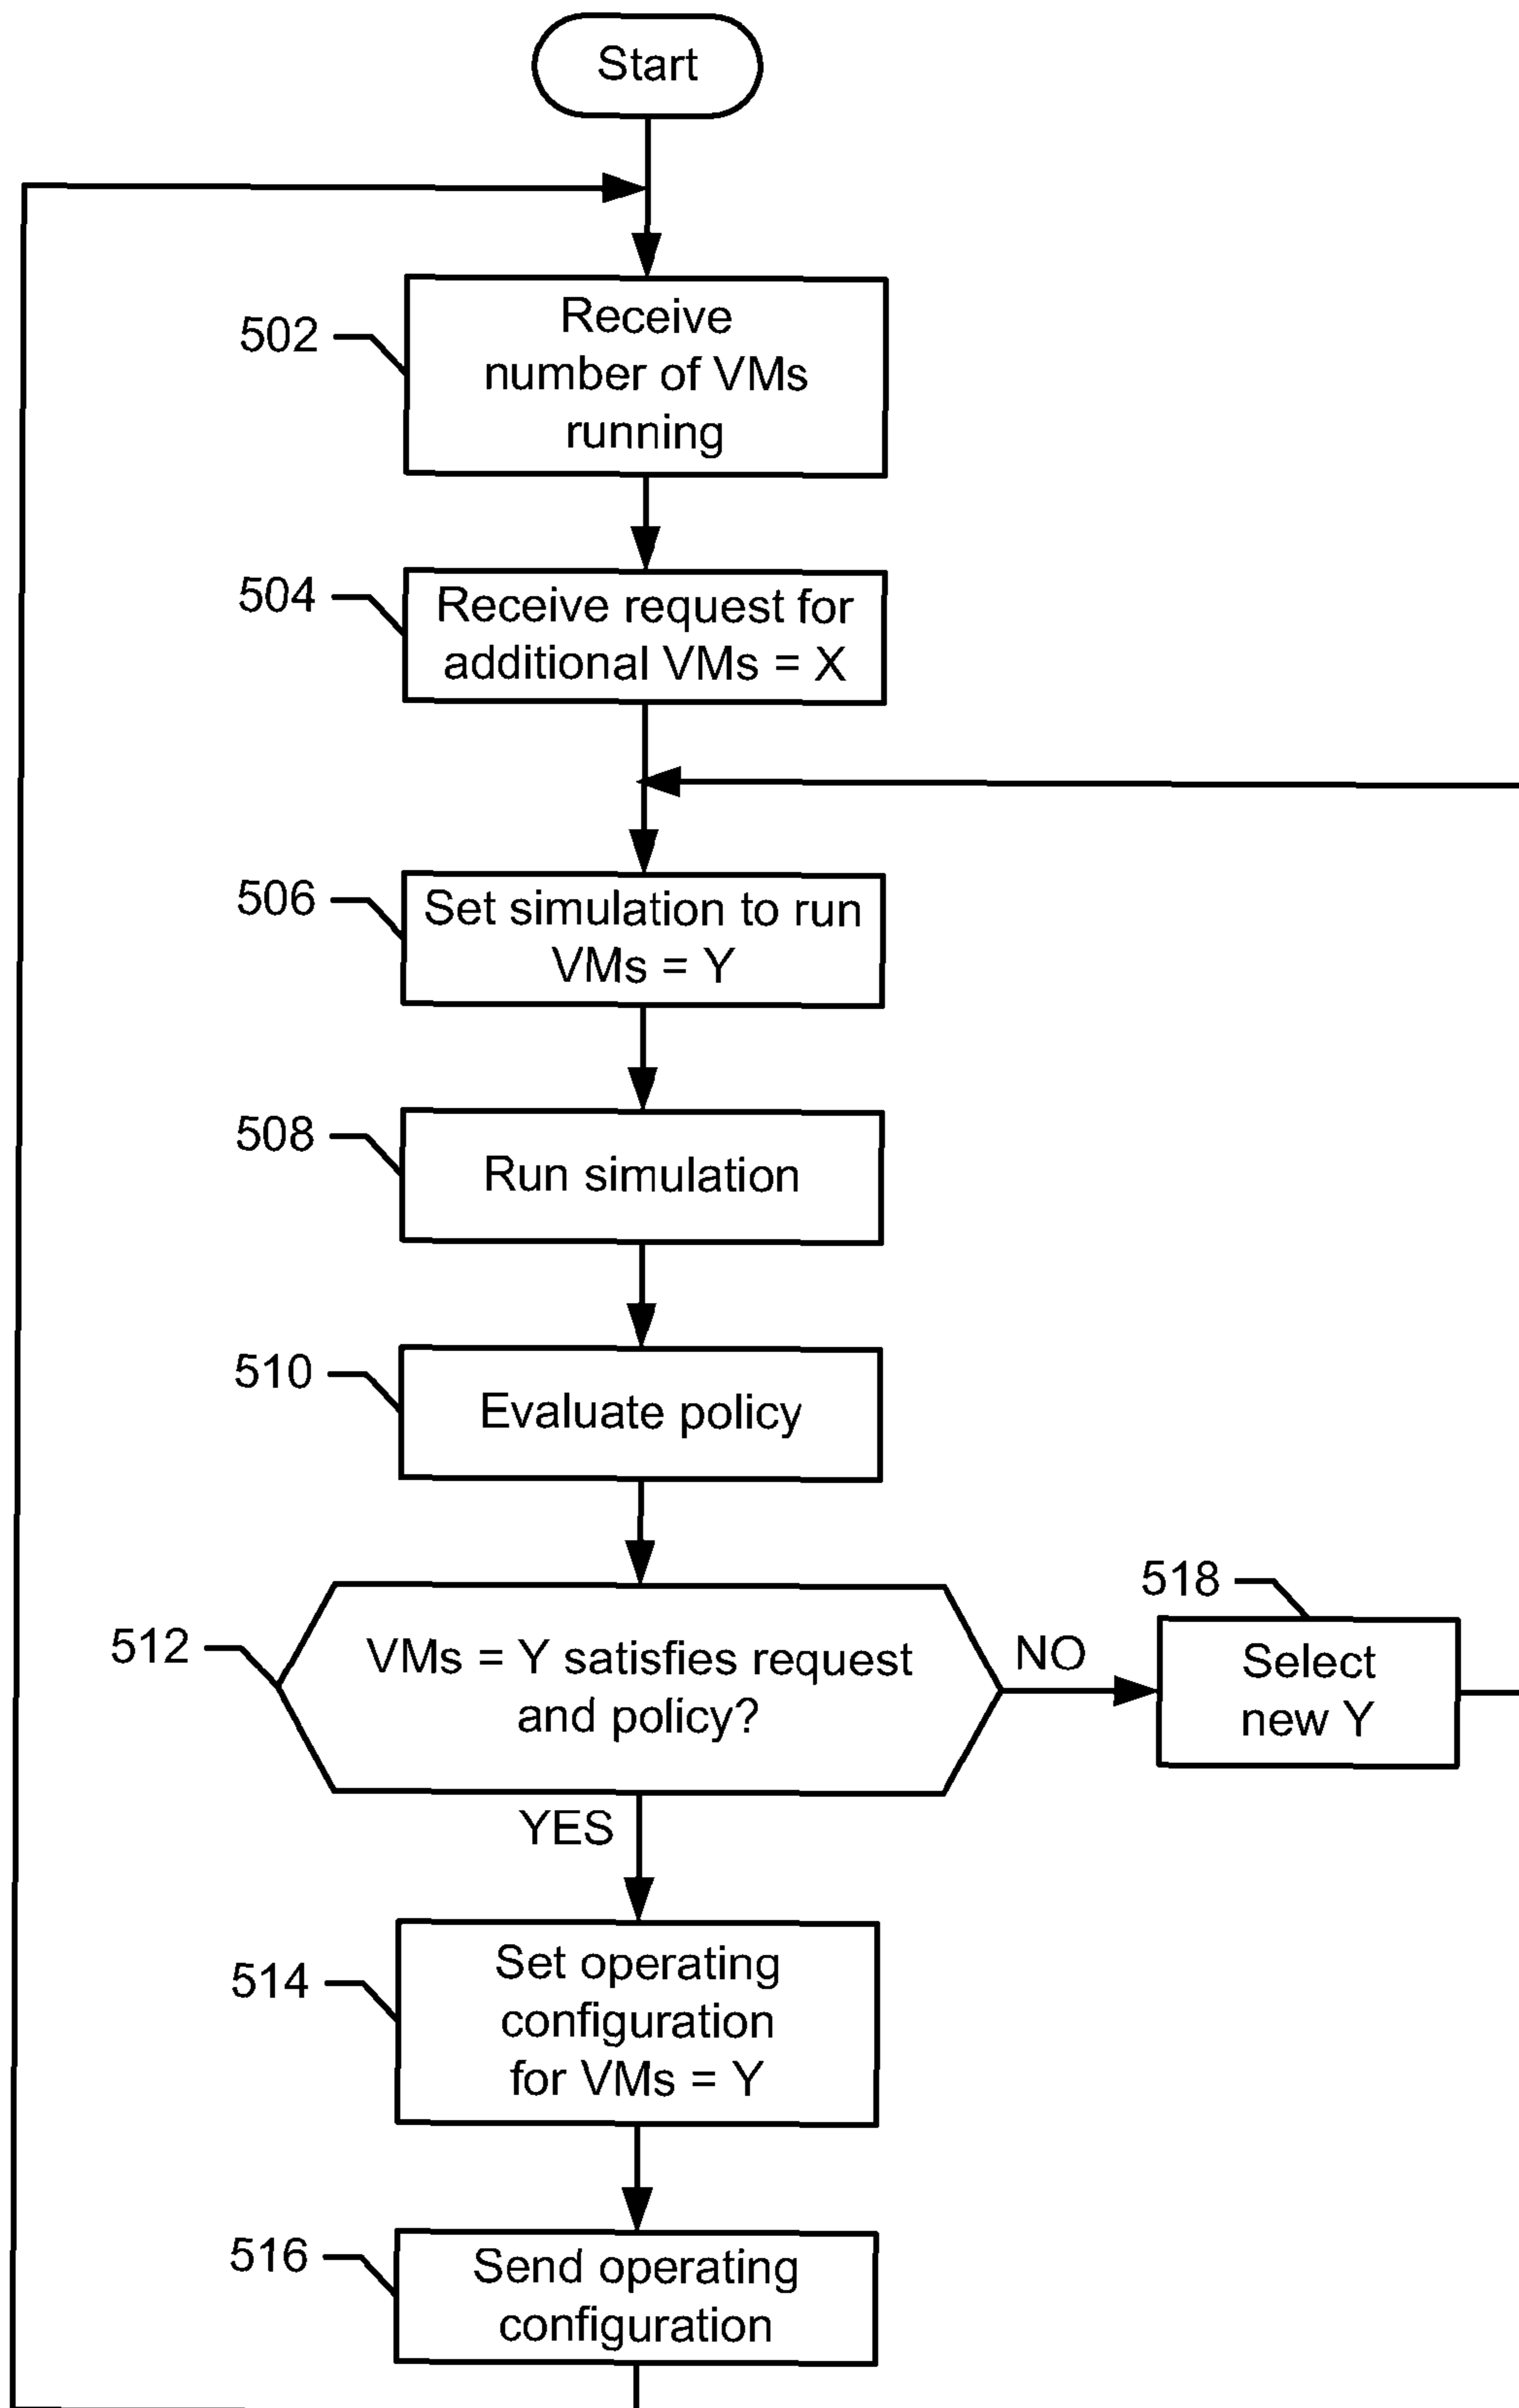 Start
502
Receive
number of VMs
running
504
Receive request for
additional VMs = X
506
Set simulation to run
VMs = Y
508
Run simulation
510
Evaluate policy
512
VMs = Y satisfies request
and policy?
NO
518
Select
new Y
YES
514
Set operating
configuration
for VMs = Y
516
Send operating
configuration